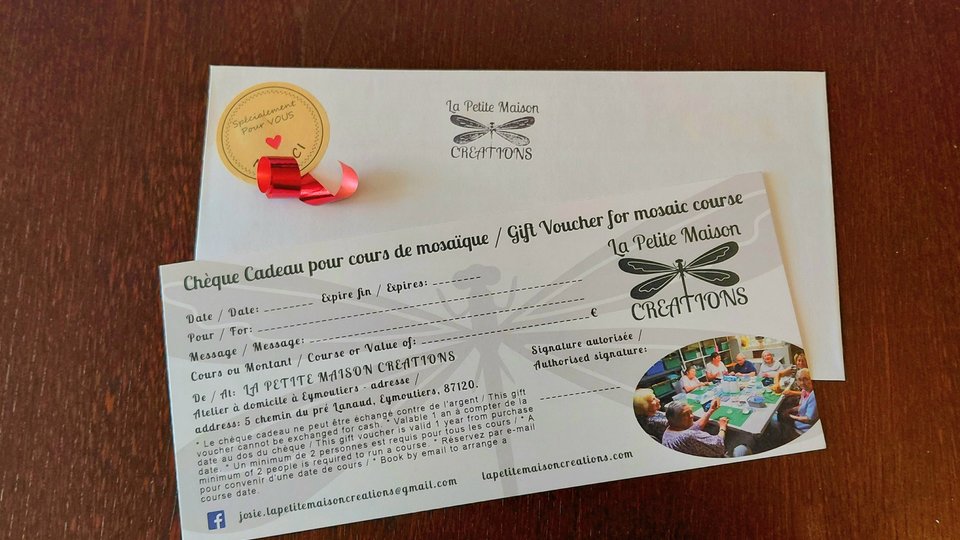 Spécialement
Pour VOUS
CI
La Petite Maison
CREATIONS
Chèque Cadeau pour cours de mosaïque / Gift Voucher for mosaic course
La Petite Maison
CREATIONS
Date / Date: Expire fin / Expires:
Pour / For:
Message / Message:
Cours ou Montant / Course or Value of: €
De / At: LA PETITE MAISON CREATIONS
Atelier à domicile à Eymoutiers - adresse /
address: 5 chemin du pré Lanaud, Eymoutiers, 87120.
Signature autorisée /
Authorised signature:
* Le chèque cadeau ne peut être échange contre de l'argent / This gift
voucher cannot be exchanged for cash. * Valable 1 an à compter de la
date au dos du chèque / This gift voucher is valid 1 year from purchase
date. * Un minimum de 2 personnes est requis pour tous les cours / * A
minimum of 2 people is required to run a course. * Réservez par e-mail
pour convenir d'une date de cours / * Book by email to arrange a
course date.
f josie.lapetitemaisoncreations@gmail.com lapetitemaisoncreations.com